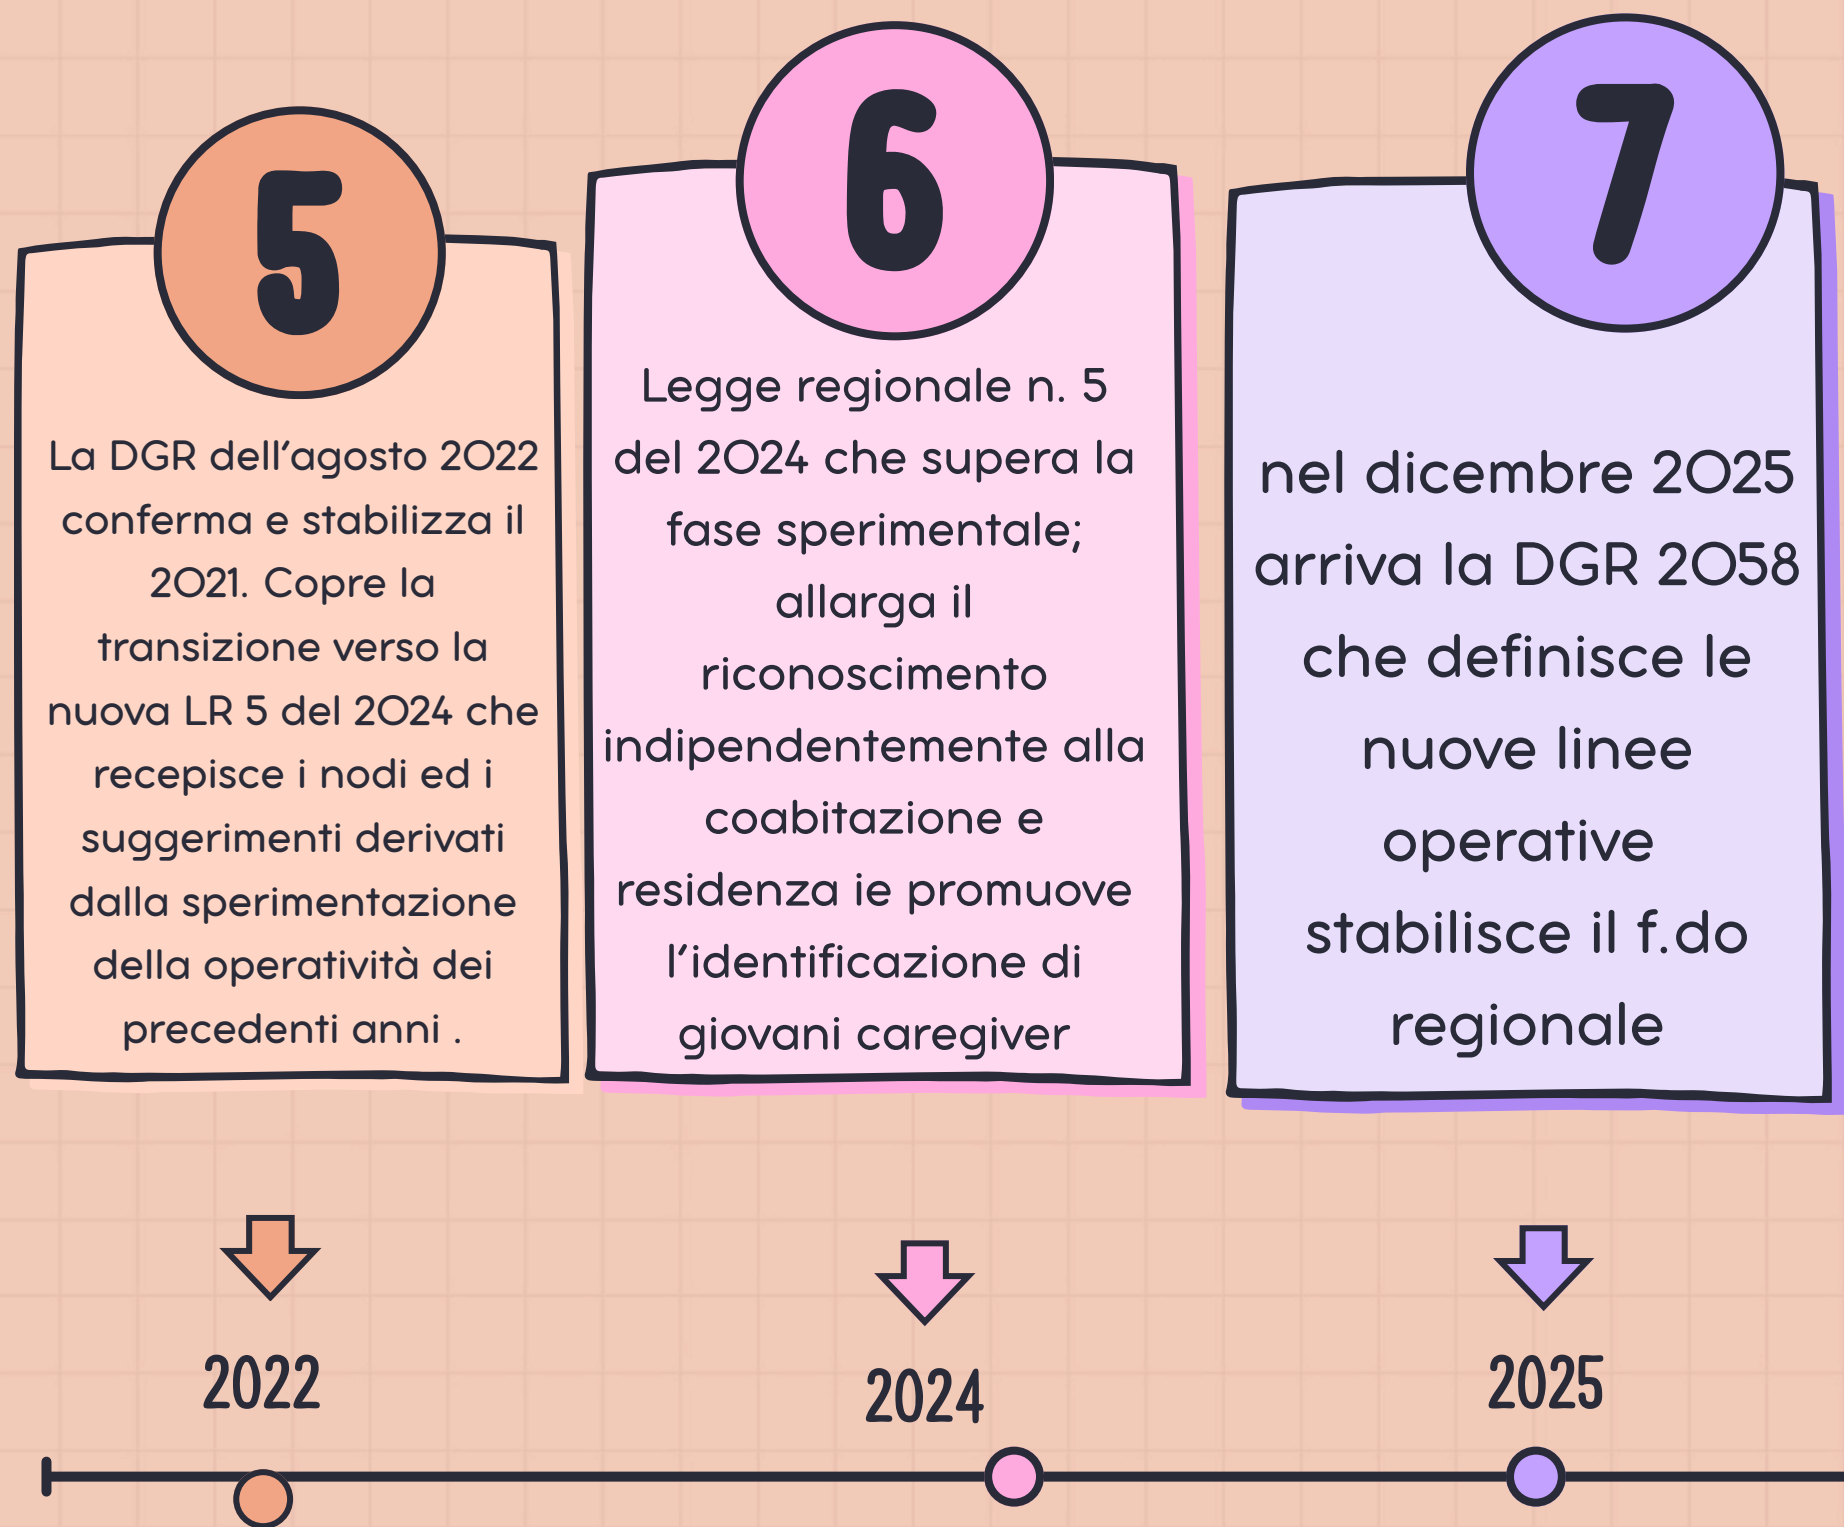 5
La DGR dell'agosto 2022
conferma e stabilizza il
2021. Copre la
transizione verso la
nuova LR 5 del 2024 che
recepisce i nodi ed i
suggerimenti derivati
dalla sperimentazione
della operatività dei
precedenti anni .
6
Legge regionale n. 5
del 2024 che supera la
fase sperimentale;
allarga il
riconoscimento
indipendentemente alla
coabitazione e
residenza ie promuove
l'identificazione di
giovani caregiver
7
nel dicembre 2025
arriva la DGR 2058
che definisce le
nuove linee
operative
stabilisce il f.do
regionale
2022
2024
2025